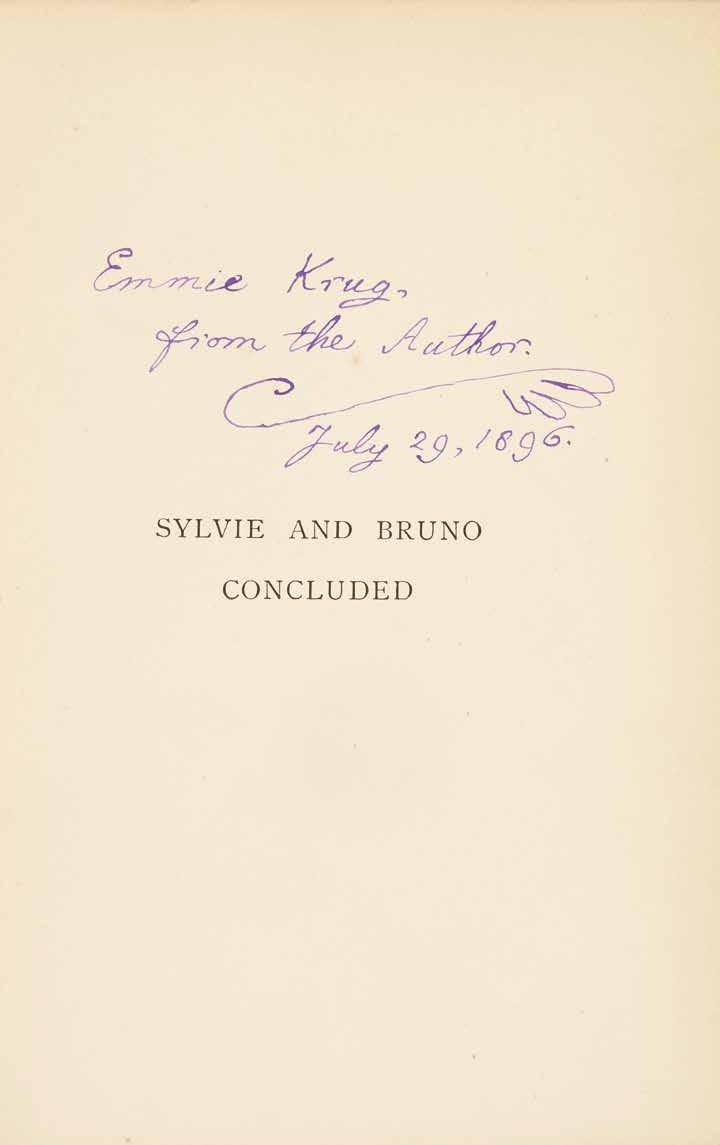 Emmie Krug,
from the Author.
July 29, 1896.
SYLVIE AND BRUNO
CONCLUDED